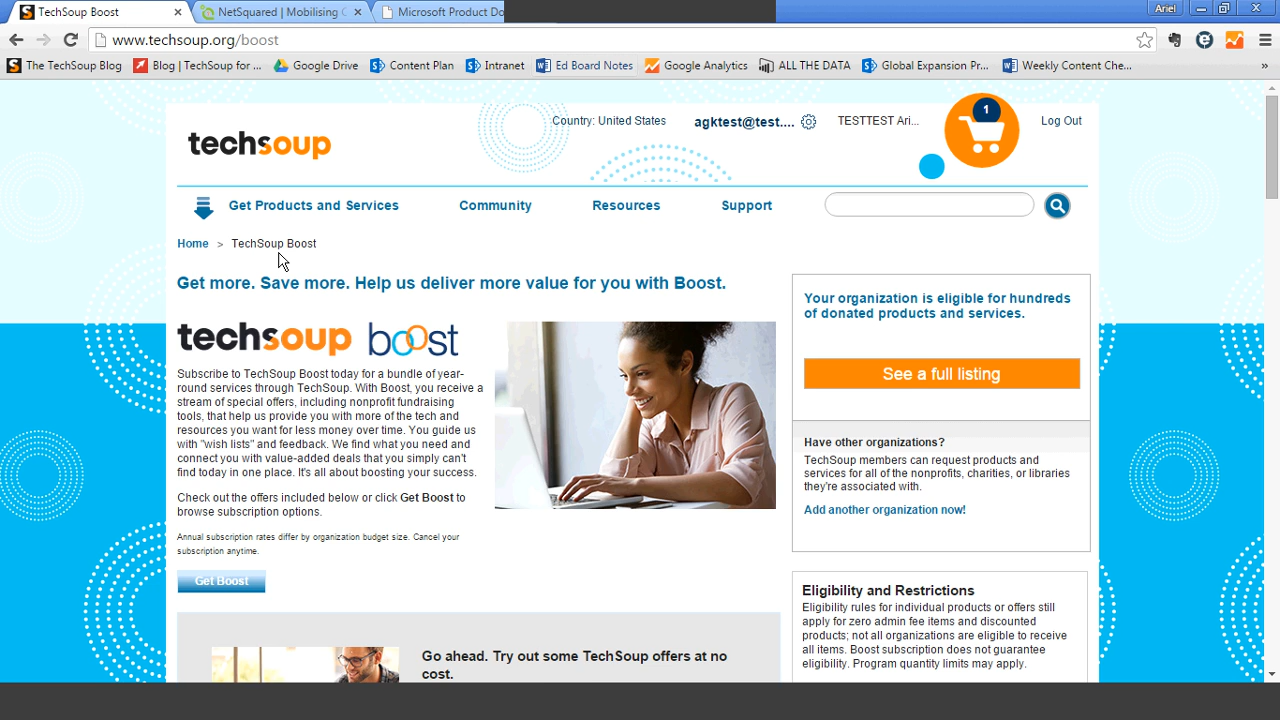 TechSoup Boost
NetSquared | Mobilising
Microsoft Product Do
Ariel
www.techsoup.org/boost
The TechSoup Blog
Blog | TechSoup for ...
Google Drive
Content Plan
Intranet
Ed Board Notes
Google Analytics
ALL THE DATA
Global Expansion Pr...
Weekly Content Che...
»
techsoup
Country: United States
agktest@test....
TESTTEST Ari...
1
Log Out
Get Products and Services
Community
Resources
Support
Home > TechSoup Boost
Get more. Save more. Help us deliver more value for you with Boost.
techsoup boost
Subscribe to TechSoup Boost today for a bundle of year-
round services through TechSoup. With Boost, you receive a
stream of special offers, including nonprofit fundraising
tools, that help us provide you with more of the tech and
resources you want for less money over time. You guide us
with "wish lists" and feedback. We find what you need and
connect you with value-added deals that you simply can't
find today in one place. It's all about boosting your success.
Check out the offers included below or click Get Boost to
browse subscription options.
Annual subscription rates differ by organization budget size. Cancel your
subscription anytime.
Get Boost
Go ahead. Try out some TechSoup offers at no
cost.
Your organization is eligible for hundreds
of donated products and services.
See a full listing
Have other organizations?
TechSoup members can request products and
services for all of the nonprofits, charities, or libraries
they're associated with.
Add another organization now!
Eligibility and Restrictions
Eligibility rules for individual products or offers still
apply for zero admin fee items and discounted
products; not all organizations are eligible to receive
all items. Boost subscription does not guarantee
eligibility. Program quantity limits may apply.